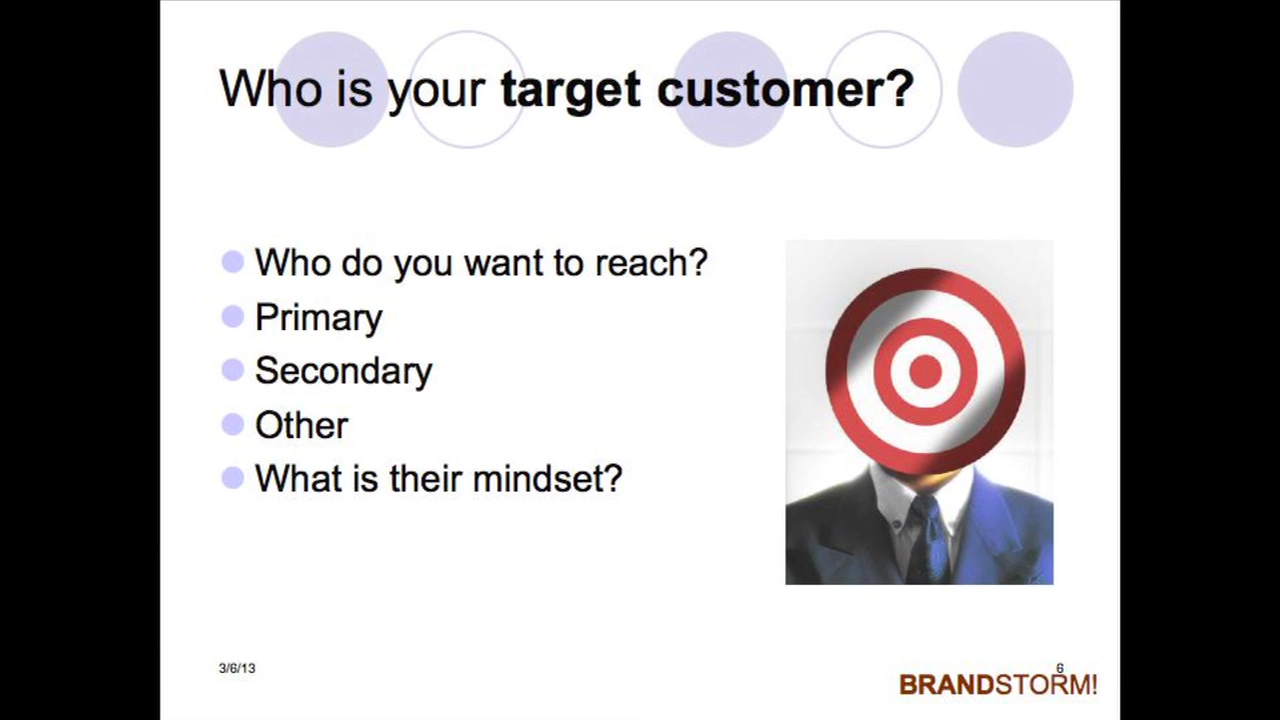 Who is your target customer?
Who do you want to reach?
Primary
Secondary
Other
What is their mindset?
3/6/13
6
BRANDSTORM!